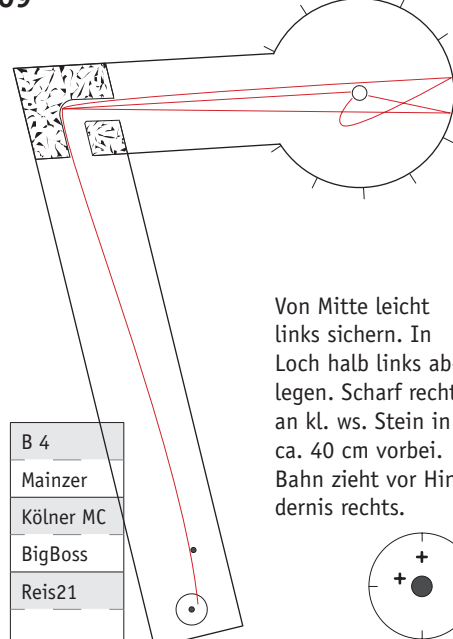 09
B 4
Mainzer
Kölner MC
BigBoss
Reis21
Von Mitte leicht
links sichern. In
Loch halb links ab-
legen. Scharf recht
an kl. ws. Stein in
ca. 40 cm vorbei.
Bahn zieht vor Hin
dernis rechts.